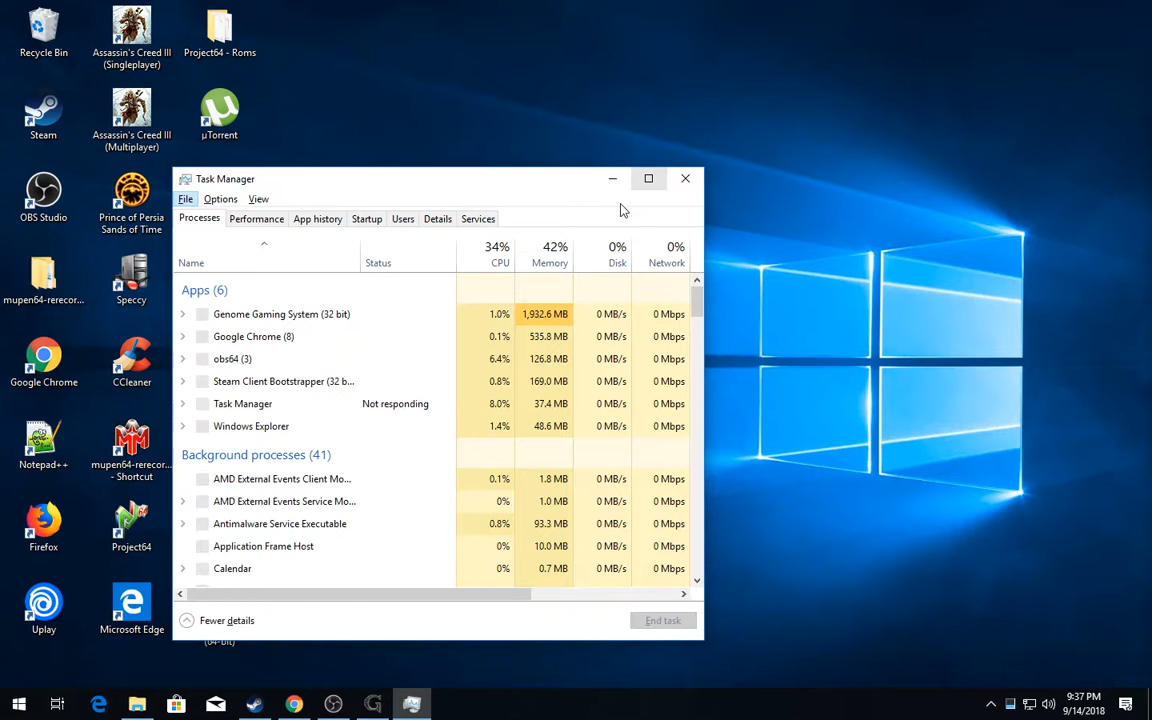 Recycle Bin
Assassin's Creed III
(Singleplayer)
Project64 - Roms
Steam
Assassin's Creed III
(Multiplayer)
µTorrent
OBS Studio
Prince of Persia
Sands of Time
mupen64-rerecor...
Speccy
Google Chrome
CCleaner
Notepad++
mupen64-rerecor...
- Shortcut
Firefox
Project64
Uplay
Microsoft Edge
(64-bit)
Task Manager
File Options View
Processes Performance App history Startup Users Details Services
34% 42% 0% 0%
Name Status CPU Memory Disk Network
Apps (6)
Genome Gaming System (32 bit) 1.0% 1,932.6 MB 0 MB/s 0 Mbps
Google Chrome (8) 0.1% 535.8 MB 0 MB/s 0 Mbps
obs64 (3) 6.4% 126.8 MB 0 MB/s 0 Mbps
Steam Client Bootstrapper (32 b... 0.8% 169.0 MB 0 MB/s 0 Mbps
Task Manager Not responding 8.0% 37.4 MB 0 MB/s 0 Mbps
Windows Explorer 1.4% 48.6 MB 0 MB/s 0 Mbps
Background processes (41)
AMD External Events Client Mo... 0.1% 1.8 MB 0 MB/s 0 Mbps
AMD External Events Service Mo... 0% 1.0 MB 0 MB/s 0 Mbps
Antimalware Service Executable 0.8% 93.3 MB 0 MB/s 0 Mbps
Application Frame Host 0% 10.0 MB 0 MB/s 0 Mbps
Calendar 0% 0.7 MB 0 MB/s 0 Mbps
Fewer details End task
9:37 PM
9/14/2018